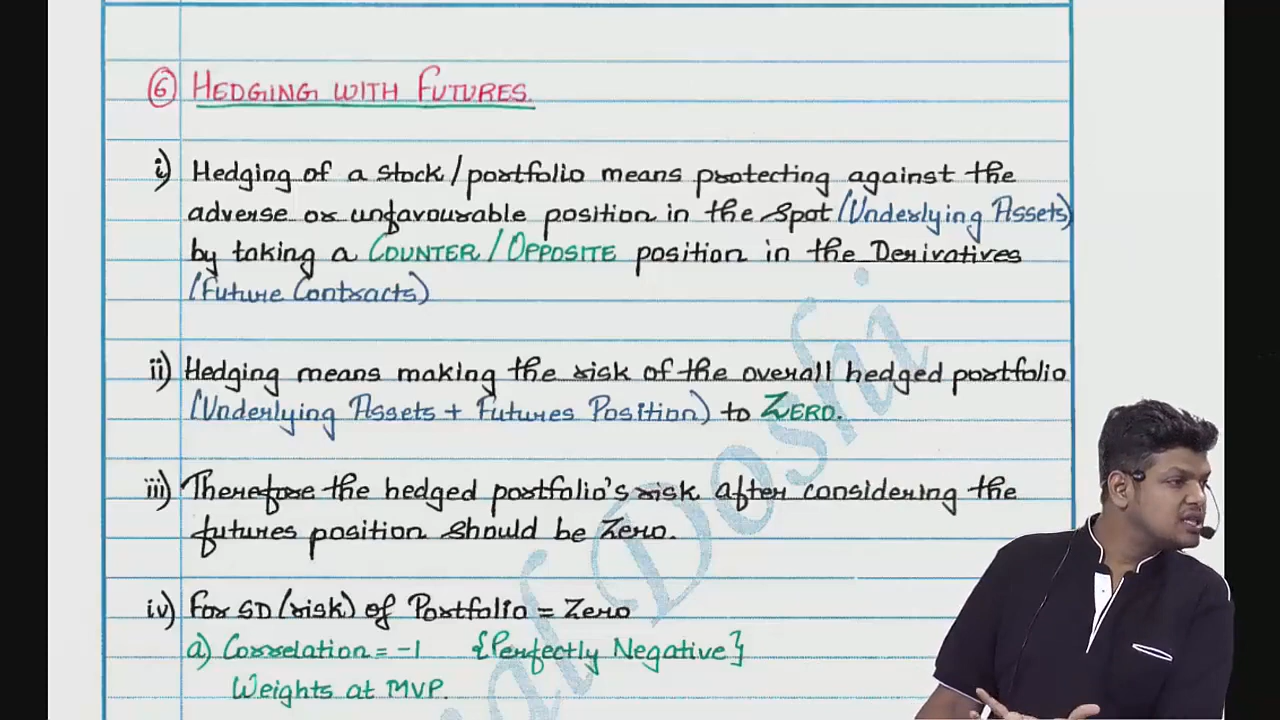 ⑥ HEDGING WITH FUTURES.
i) Hedging of a stock/portfolio means protecting against the
adverse or unfavourable position in the spot (Underlying Assets)
by taking a COUNTER/OPPOSITE position in the Derivatives
(Future Contracts)
ii) Hedging means making the risk of the overall hedged portfolio
(Underlying Assets + Futures Position) to ZERO.
iii) Therefore the hedged portfolio's risk after considering the
futures position should be Zero.
iv) For SD (risk) of Portfolio = Zero
a) Correlation = -1 {Perfectly Negative}
Weights at MVP.
Doshi